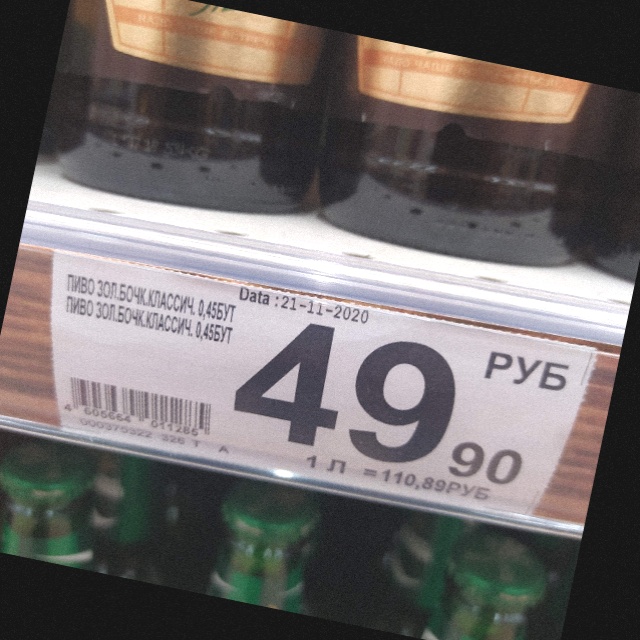 ПИВО ЗОЛ.БОЧК.КЛАССИЧ. 0,45БУТ
ПИВО ЗОЛ.БОЧК.КЛАССИЧ. 0,45БУТ
Data :21-11-2020
49
90
РУБ
1 Л =110,89РУБ